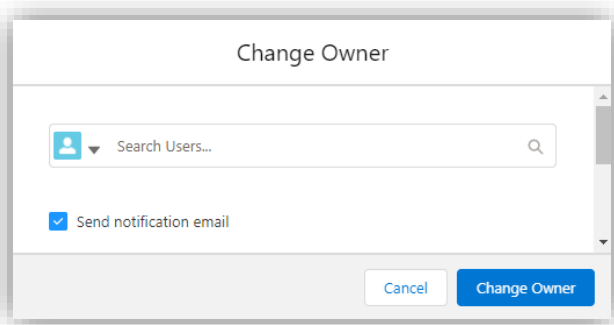 Change Owner
Search Users...
Send notification email
Cancel
Change Owner